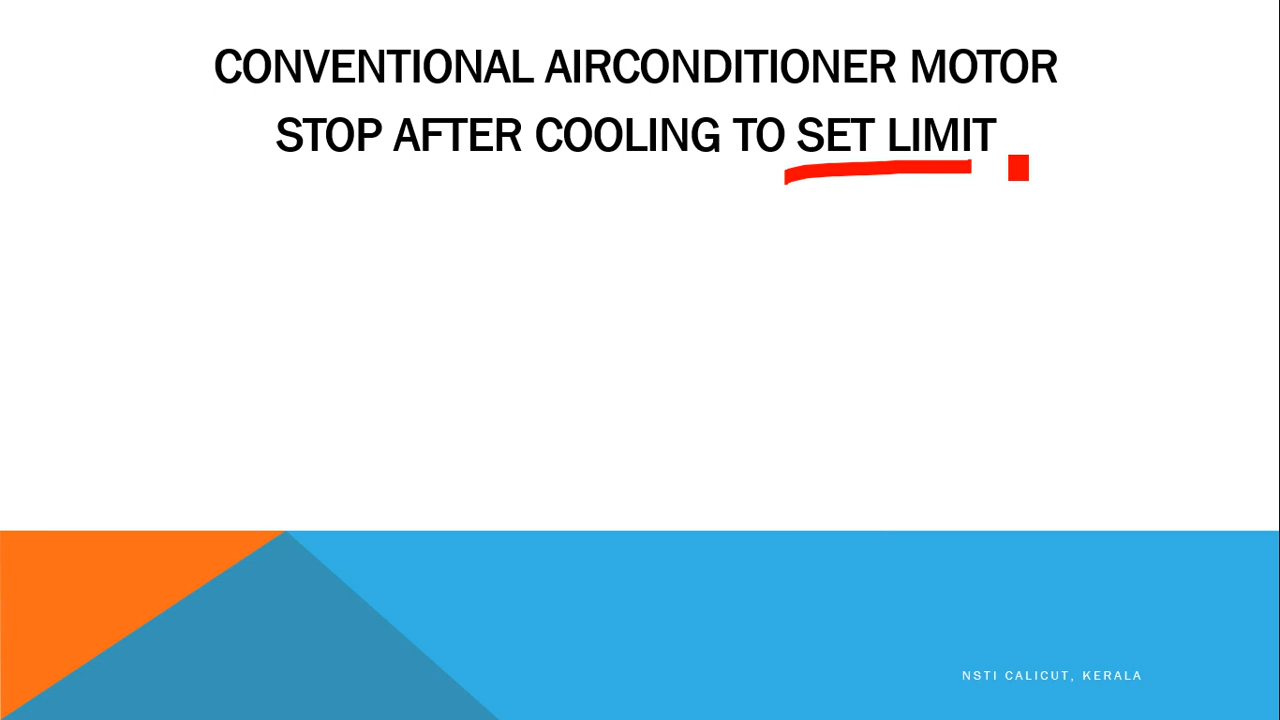 CONVENTIONAL AIRCONDITIONER MOTOR
STOP AFTER COOLING TO SET LIMIT
NSTI CALICUT, KERALA